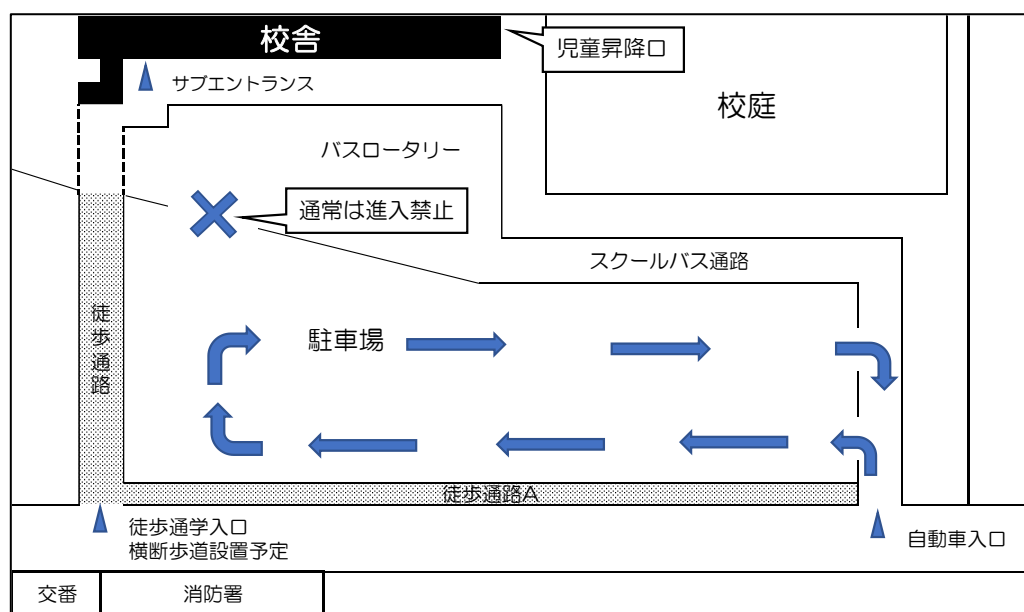 校舎
児童昇降口
サブエントランス
校庭
バスロータリー
通常は進入禁止
スクールバス通路
徒歩通路
駐車場
徒歩通路A
徒歩通学入口
横断歩道設置予定
自動車入口
交番
消防署